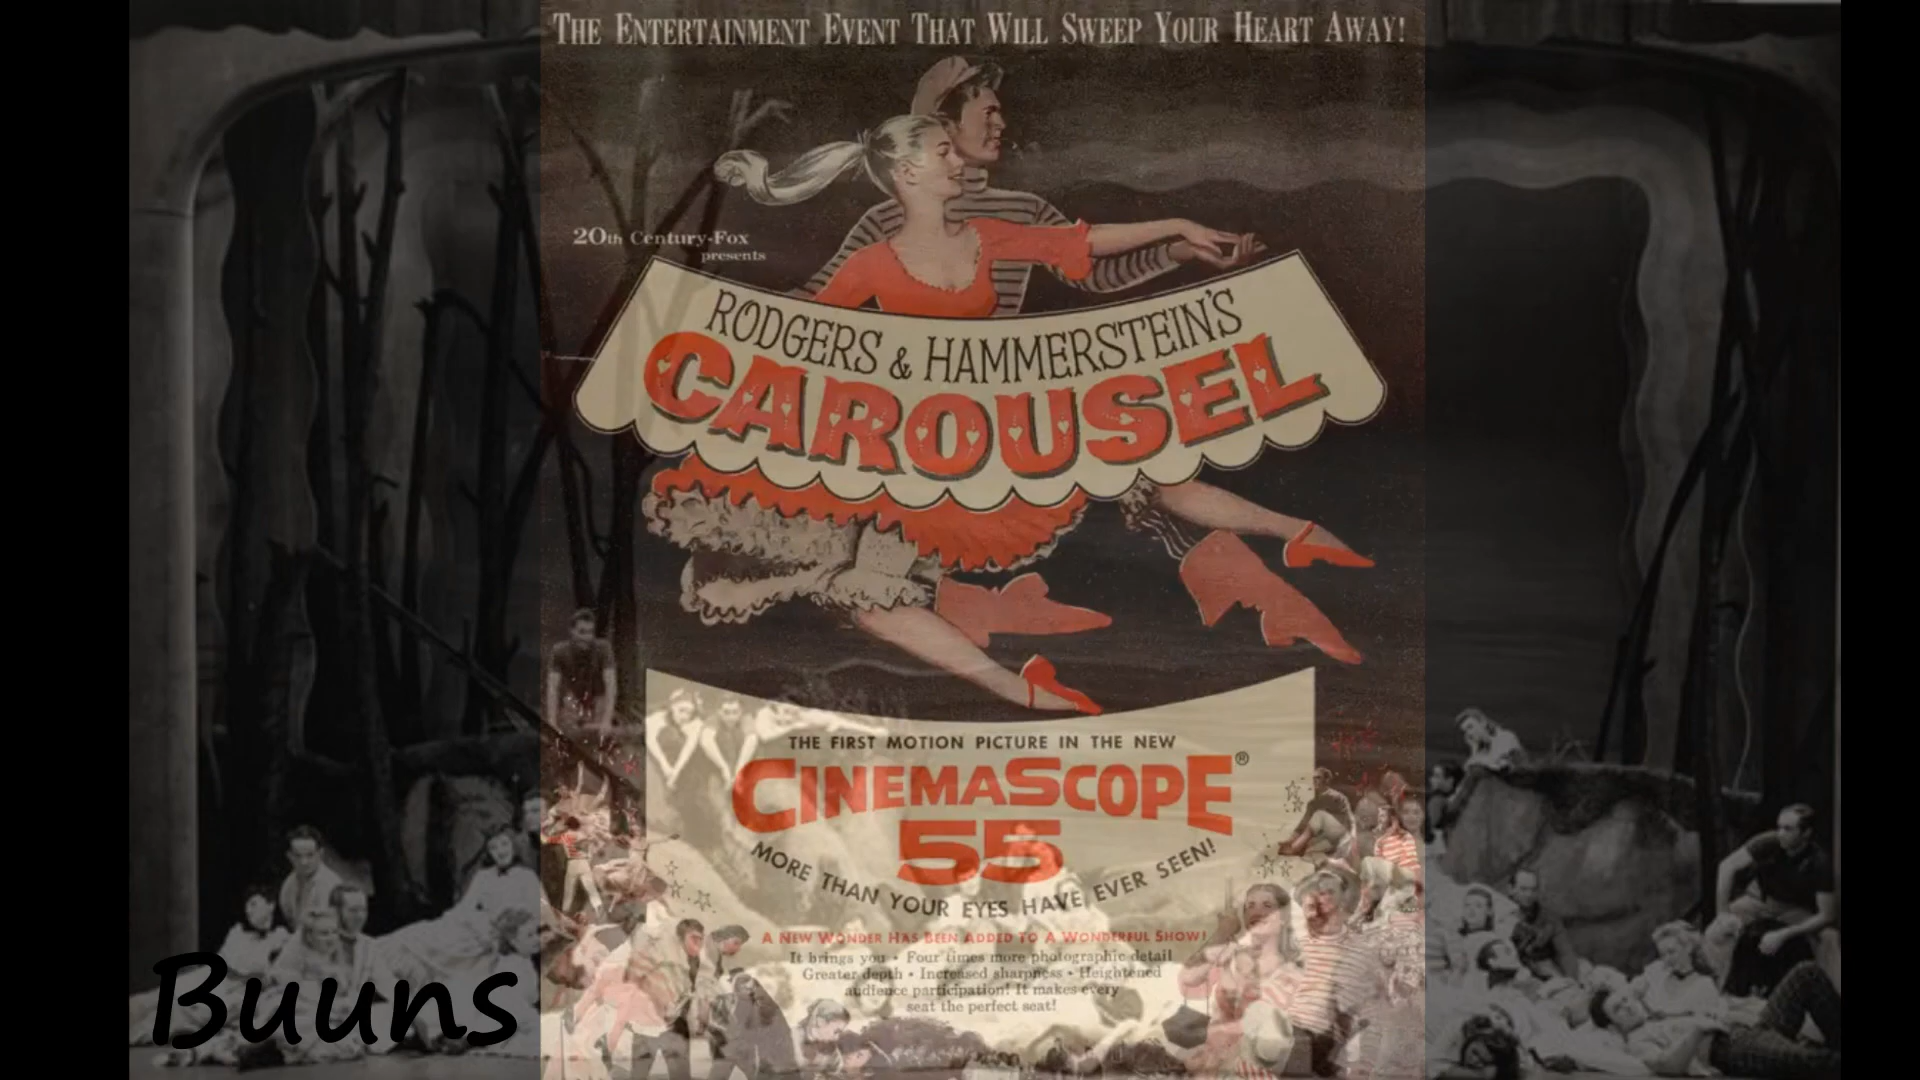 THE ENTERTAINMENT EVENT THAT WILL SWEEP YOUR HEART AWAY!
20th Century-Fox
presents
RODGERS & HAMMERSTEIN'S
CAROUSEL
THE FIRST MOTION PICTURE IN THE NEW
CINEMASCOPE®
55
MORE THAN YOUR EYES HAVE EVER SEEN!
A NEW WONDER HAS BEEN ADDED TO A WONDERFUL SHOW!
It brings you • Four times more photographic detail
Greater depth • Increased sharpness • Heightened
audience participation! It makes every
seat the perfect seat!
Buuns